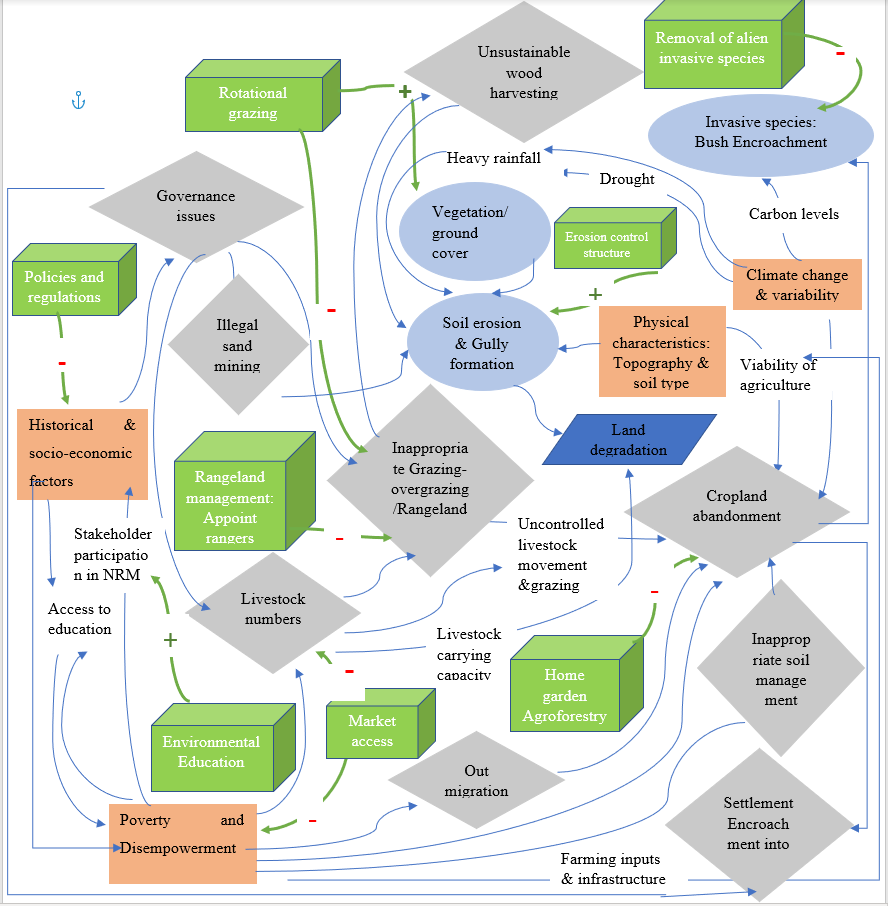 Unsustainable
wood
harvesting
Removal of alien
invasive species
-
Rotational
grazing
+
Invasive species:
Bush Encroachment
Heavy rainfall
Drought
Governance
issues
Vegetation/
ground
cover
Carbon levels
Erosion control
structure
Policies and
regulations
Climate change
& variability
+
-
Illegal
sand
mining
Soil erosion
& Gully
formation
Physical
characteristics:
Topography &
soil type
-
Viability of
agriculture
Historical &
socio-economic
factors
Land
degradation
Inappropria
te Grazing-
overgrazing
/Rangeland
Rangeland
management:
Appoint
rangers
-
Cropland
abandonment
Stakeholder
participatio
n in NRM
Uncontrolled
livestock
movement
&grazing
Access to
education
Livestock
numbers
-
+
Livestock
carrying
capacity
-
Inapprop
riate soil
manage
ment
Home
garden
Agroforestry
Market
access
Environmental
Education
Out
migration
-
Poverty and
Disempowerment
Settlement
Encroach
ment into
Farming inputs
& infrastructure